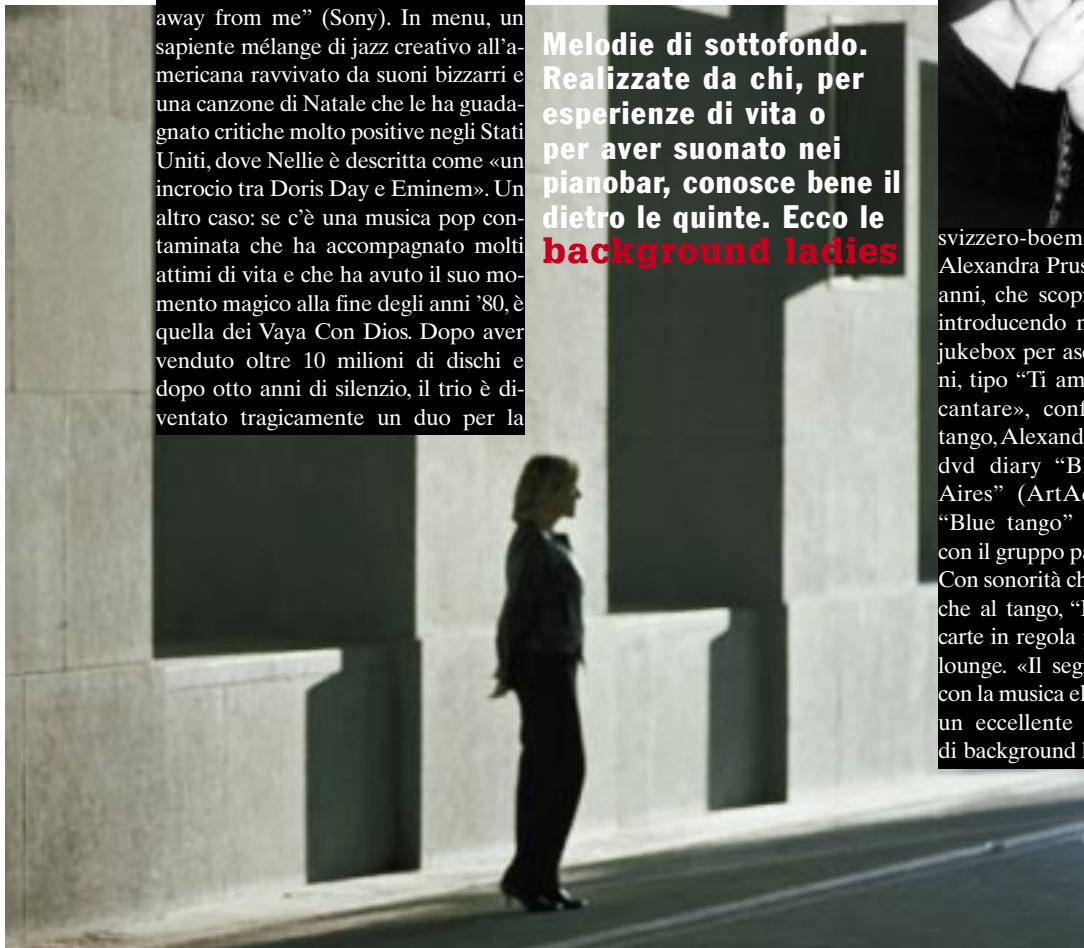 away from me” (Sony). In menu, un
sapiente mélange di jazz creativo all’a-
mericana ravvivato da suoni bizzarri e
una canzone di Natale che le ha guada-
gnato critiche molto positive negli Stati
Uniti, dove Nellie è descritta come «un
incrocio tra Doris Day e Eminem». Un
altro caso: se c’è una musica pop con-
taminata che ha accompagnato molti
attimi di vita e che ha avuto il suo mo-
mento magico alla fine degli anni ’80, è
quella dei Vaya Con Dios. Dopo aver
venduto oltre 10 milioni di dischi e
dopo otto anni di silenzio, il trio è di-
ventato tragicamente un duo per la
Melodie di sottofondo.
Realizzate da chi, per
esperienze di vita o
per aver suonato nei
pianobar, conosce bene il
dietro le quinte. Ecco le
background ladies
svizzero-boem
Alexandra Prus
anni, che scop
introducendo
jukebox per as
ni, tipo “Ti am
cantare», conf
tango, Alexand
dvd diary “B
Aires” (ArtA
“Blue tango”
con il gruppo pa
Con sonorità ch
che al tango, “
carte in regola
lounge. «Il seg
con la musica el
un eccellente
di background